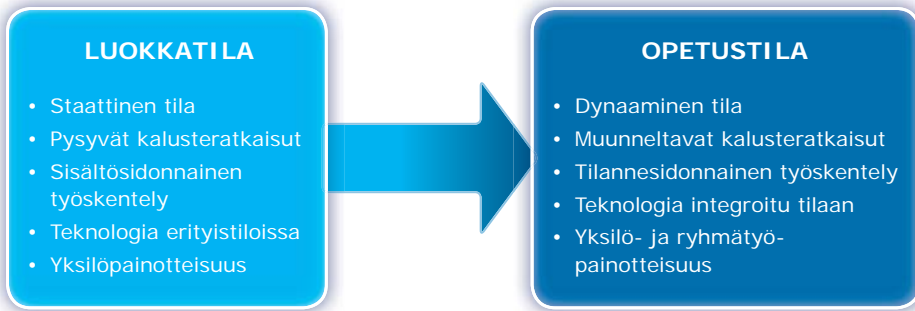 LUOKKATILA
• Staattinen tila
• Pysyvät kalusteratkaisut
• Sisältösidonnainen
työskentely
• Teknologia erityistiloissa
• Yksilöpainotteisuus
OPETUSTILA
• Dynaaminen tila
• Muunneltavat kalusteratkaisut
• Tilannesidonnainen työskentely
• Teknologia integroitu tilaan
• Yksilö- ja ryhmätyö-
painotteisuus